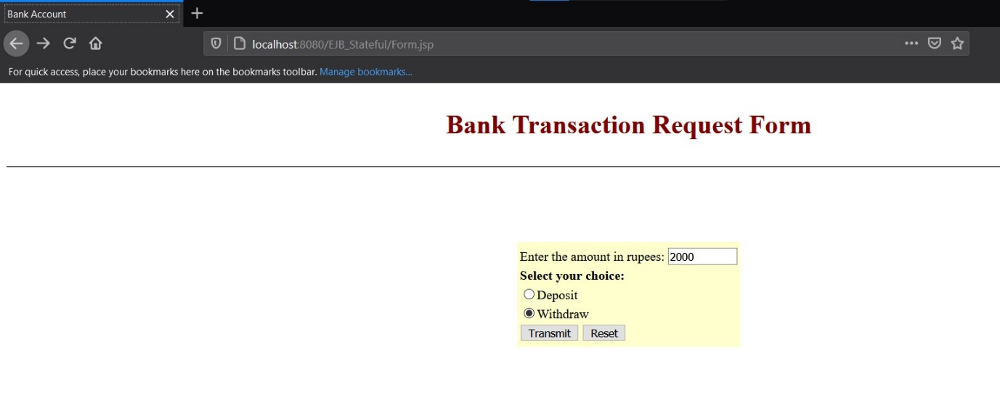 Bank Account
localhost:8080/EJB_Stateful/Form.jsp
For quick access, place your bookmarks here on the bookmarks toolbar. Manage bookmarks...
Bank Transaction Request Form
Enter the amount in rupees: 2000
Select your choice:
Deposit
Withdraw
Transmit Reset